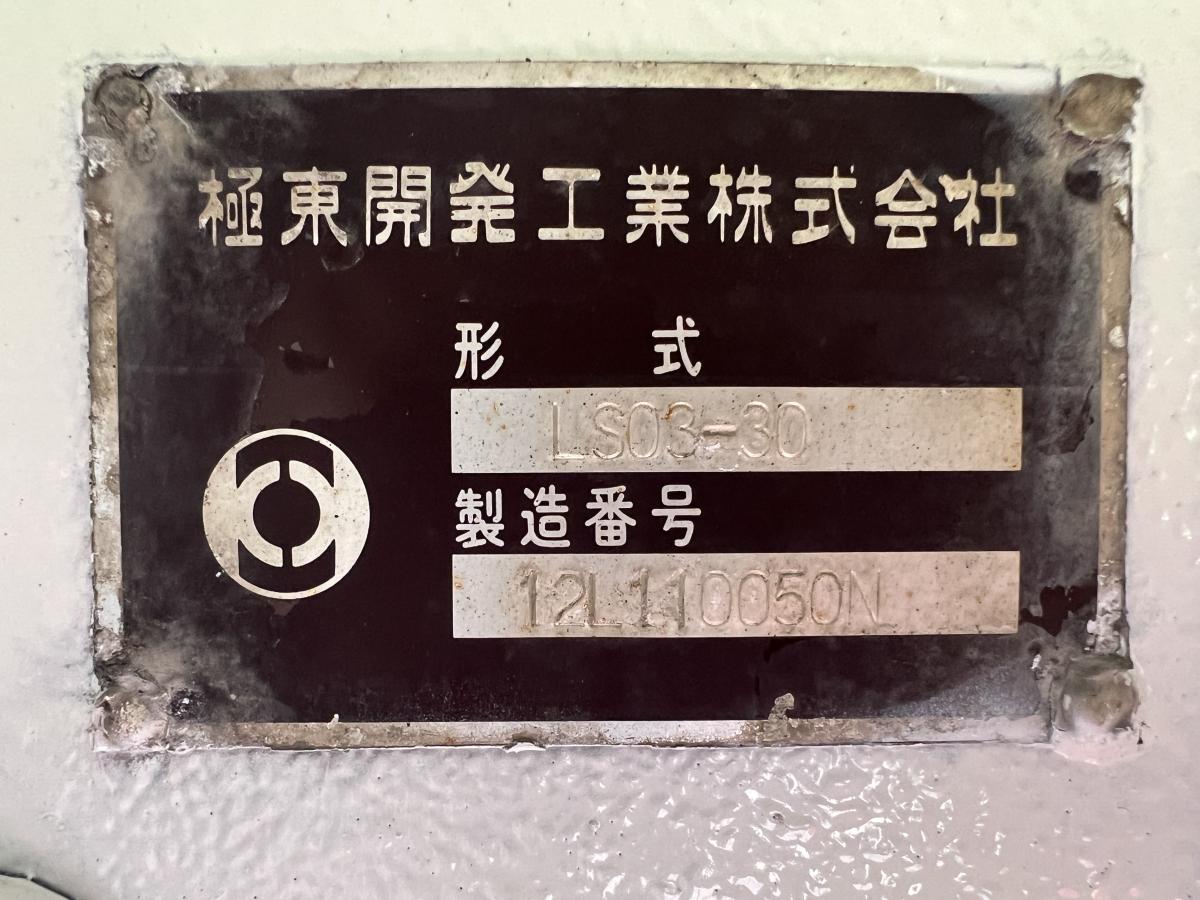 極東開発工業株式会社
形 式
LS03-30
製造番号
12L110050N